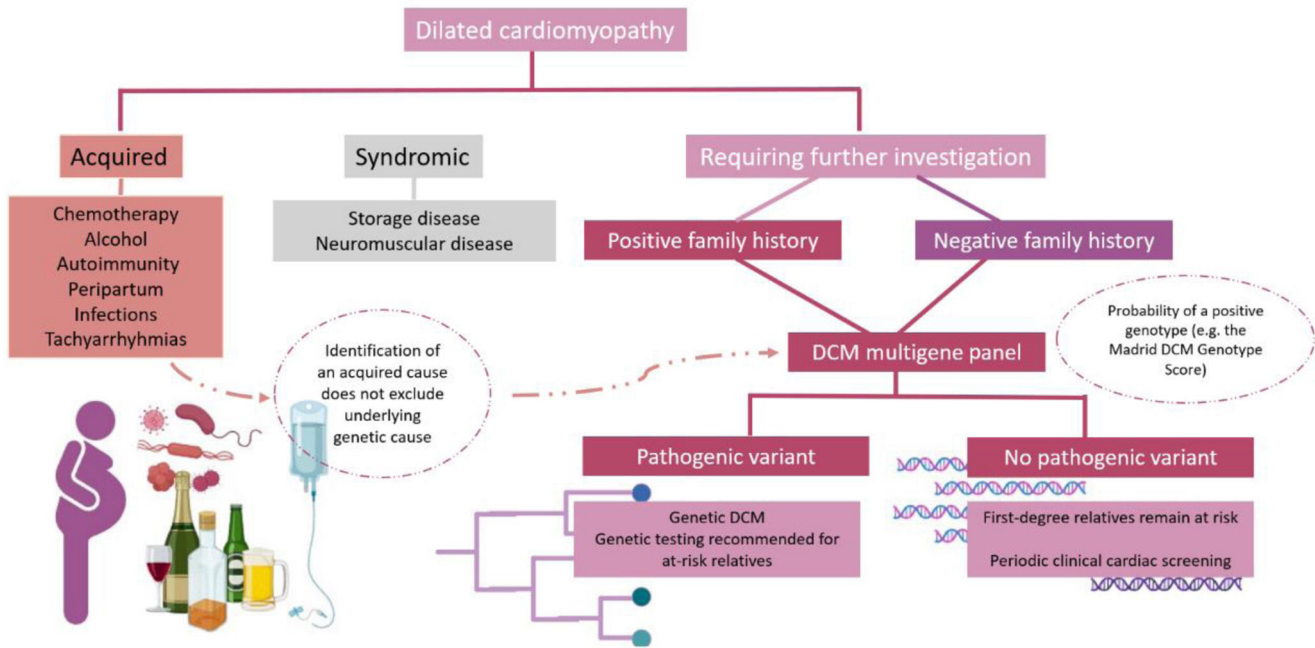 Dilated cardiomyopathy
Acquired
Chemotherapy
Alcohol
Autoimmunity
Peripartum
Infections
Tachyarrhyhmias
Syndromic
Storage disease
Neuromuscular disease
Requiring further investigation
Positive family history
Negative family history
Identification of
an acquired cause
does not exclude
underlying
genetic cause
DCM multigene panel
Probability of a positive
genotype (e.g. the
Madrid DCM Genotype
Score)
Pathogenic variant
Genetic DCM
Genetic testing recommended for
at-risk relatives
No pathogenic variant
First-degree relatives remain at risk
Periodic clinical cardiac screening